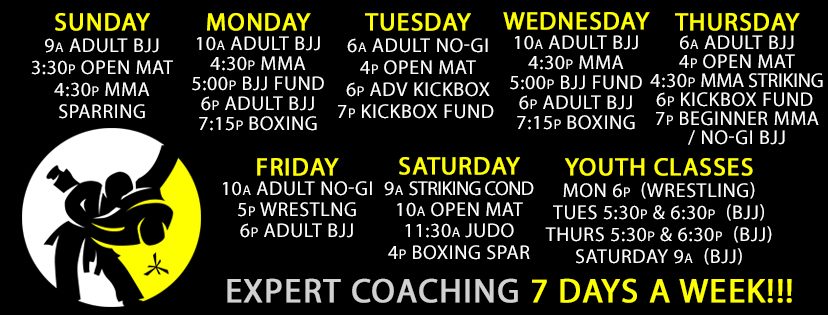 SUNDAY
9A ADULT BJJ
3:30P OPEN MAT
4:30P MMA
SPARRING
MONDAY
10A ADULT BJJ
4:30P MMA
5:00P BJJ FUND
6P ADULT BJJ
7:15P BOXING
TUESDAY
6A ADULT NO-GI
4P OPEN MAT
6P ADV KICKBOX
7P KICKBOX FUND
WEDNESDAY
10A ADULT BJJ
4:30P MMA
5:00P BJJ FUND
6P ADULT BJJ
7:15P BOXING
THURSDAY
6A ADULT BJJ
4P OPEN MAT
4:30P MMA STRIKING
6P KICKBOX FUND
7P BEGINNER MMA
/ NO-GI BJJ
FRIDAY
10A ADULT NO-GI
5P WRESTLNG
6P ADULT BJJ
SATURDAY
9A STRIKING COND
10A OPEN MAT
11:30A JUDO
4P BOXING SPAR
YOUTH CLASSES
MON 6P (WRESTLING)
TUES 5:30P & 6:30P (BJJ)
THURS 5:30P & 6:30P (BJJ)
SATURDAY 9A (BJJ)
EXPERT COACHING 7 DAYS A WEEK!!!